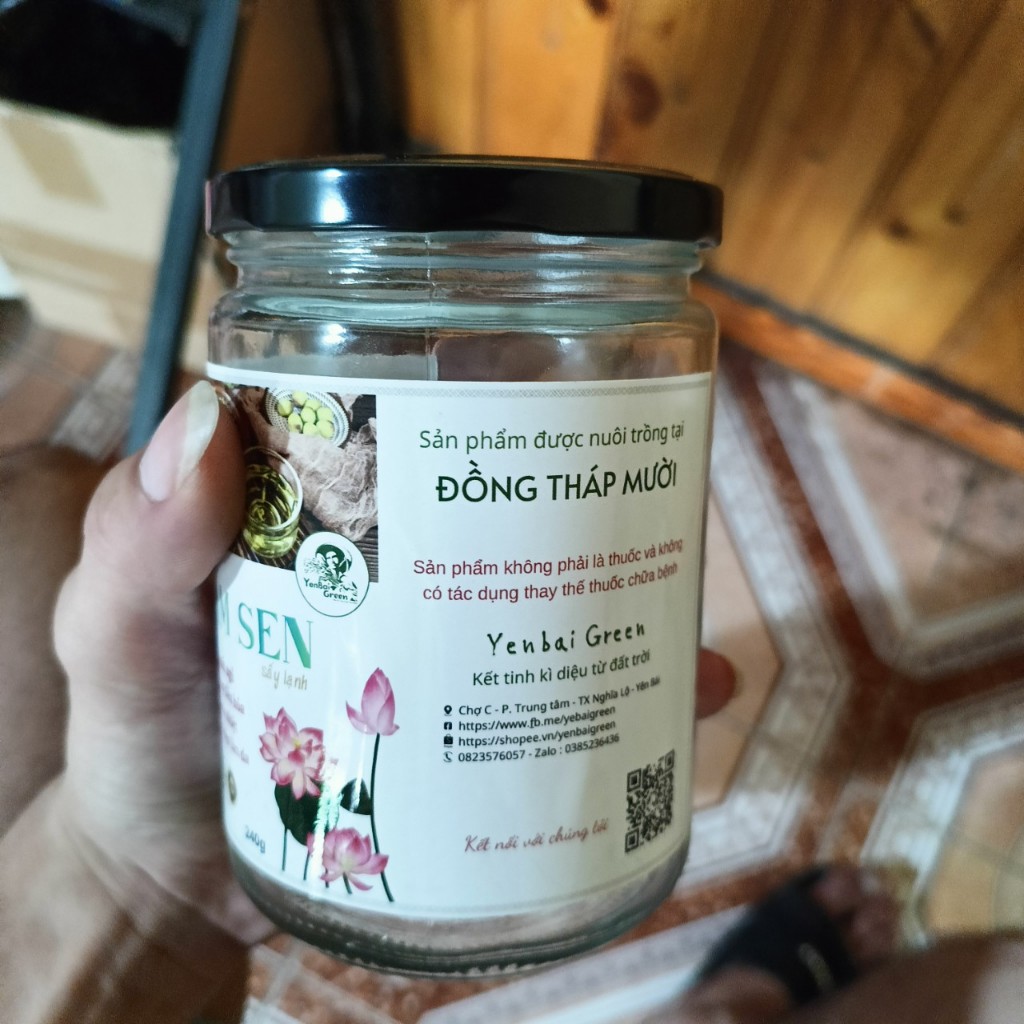 Sản phẩm được nuôi trồng tại
ĐỒNG THÁP MƯỜI
Sản phẩm không phải là thuốc và không
có tác dụng thay thế thuốc chữa bệnh
Yenbai Green
Kết tinh kì diệu từ đất trời
Chợ C - P. Trung tâm - TX Nghĩa Lộ - Yên Bái
https://www.fb.me/yebaigreen
https://shopee.vn/yenbaigreen
0823576057 - Zalo : 0385236436
Kết nối với chúng tôi
YenBai
Green
M SEN
sấy lạnh
240g